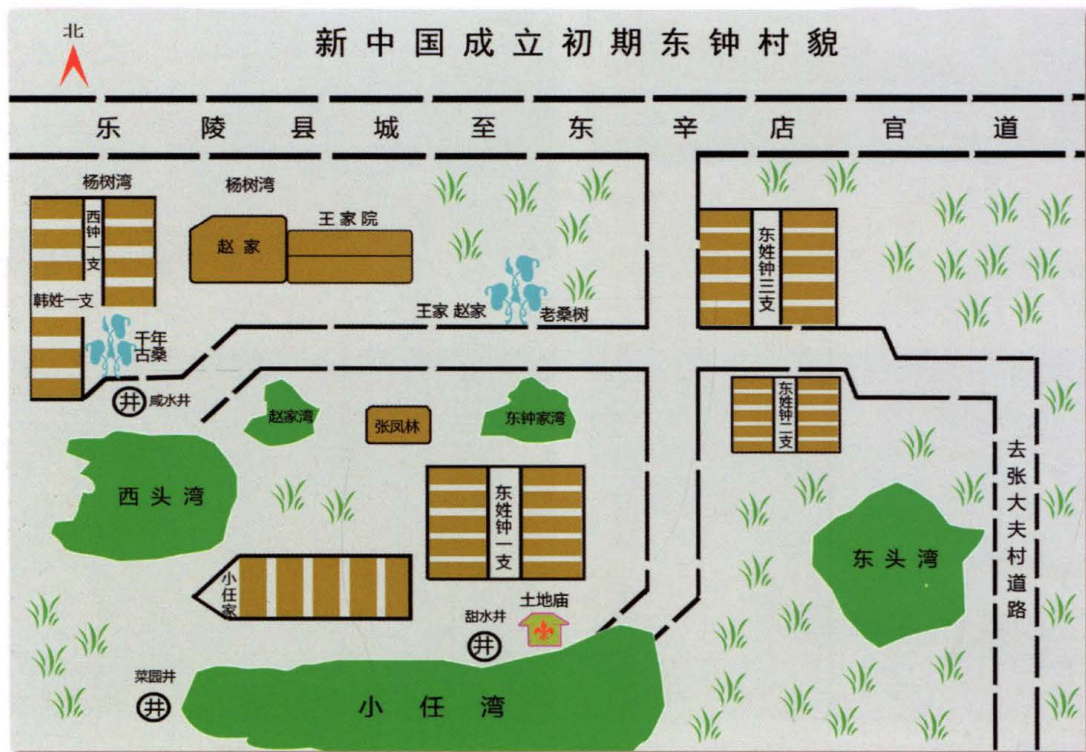 北
新中国成立初期东钟村貌
乐陵县城至东辛店官道
杨树湾
杨树湾
西钟一支
赵家
王家院
东姓钟三支
韩姓一支
千年
古桑
王家 赵家
老桑树
井
咸水井
赵家湾
张凤林
东钟家湾
东姓钟二支
西头湾
东姓钟一支
去张大夫村道路
东头湾
小任家
土地庙
甜水井
井
菜园井
井
小任湾